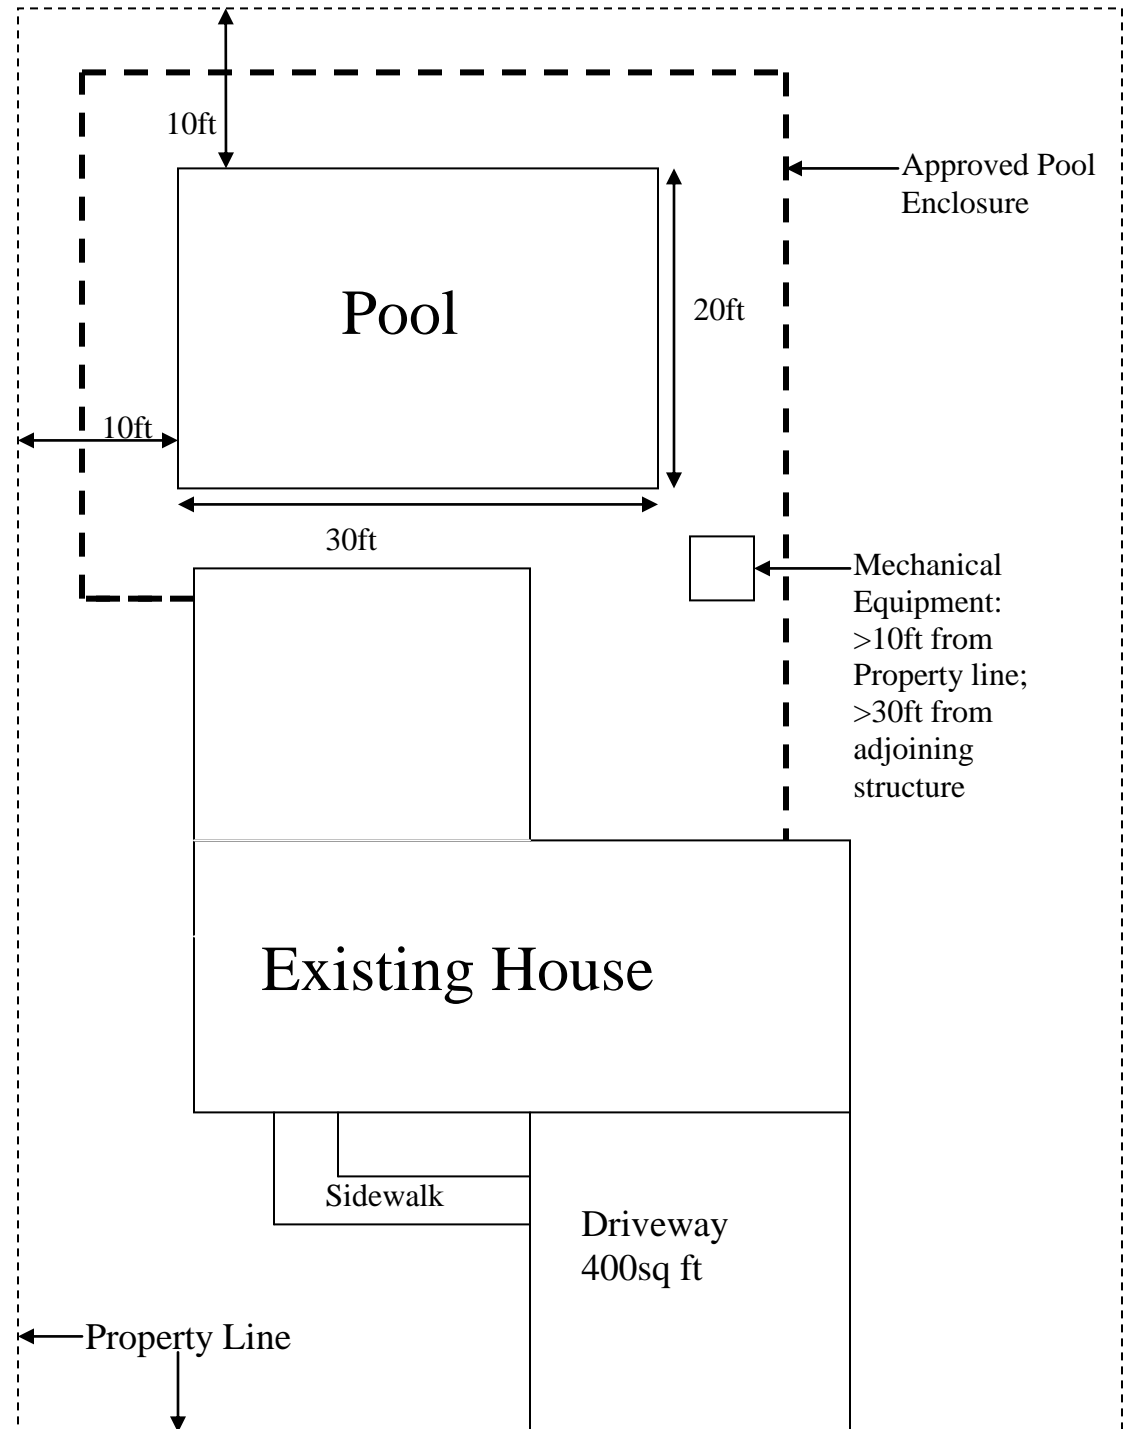 10ft
Approved Pool
Enclosure
Pool
20ft
10ft
30ft
Mechanical
Equipment:
>10ft from
Property line;
>30ft from
adjoining
structure
Existing House
Sidewalk
Driveway
400sq ft
Property Line